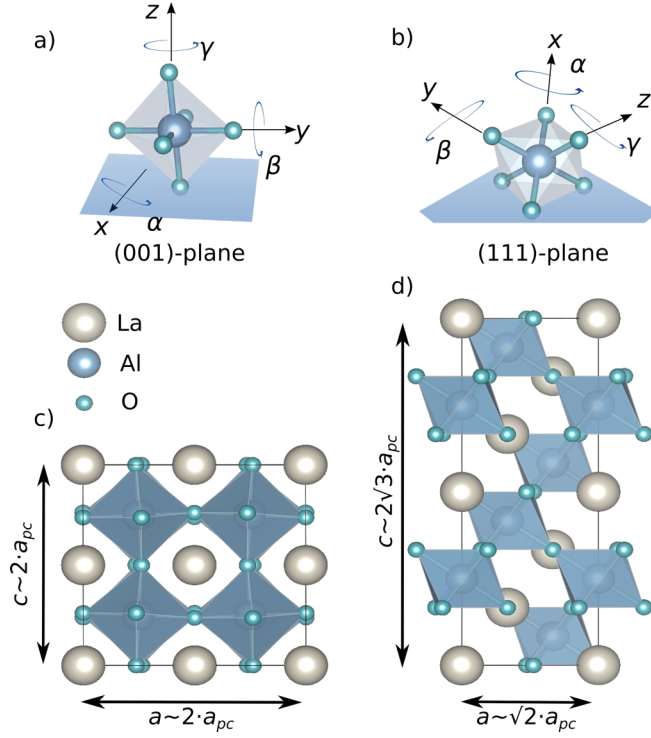 a)
z
γ
y
β
x
α
(001)-plane
b)
x
α
y
z
β
γ
(111)-plane
La
Al
O
c)
c~2·a_pc
a~2·a_pc
d)
c~2√3·a_pc
a~√2·a_pc